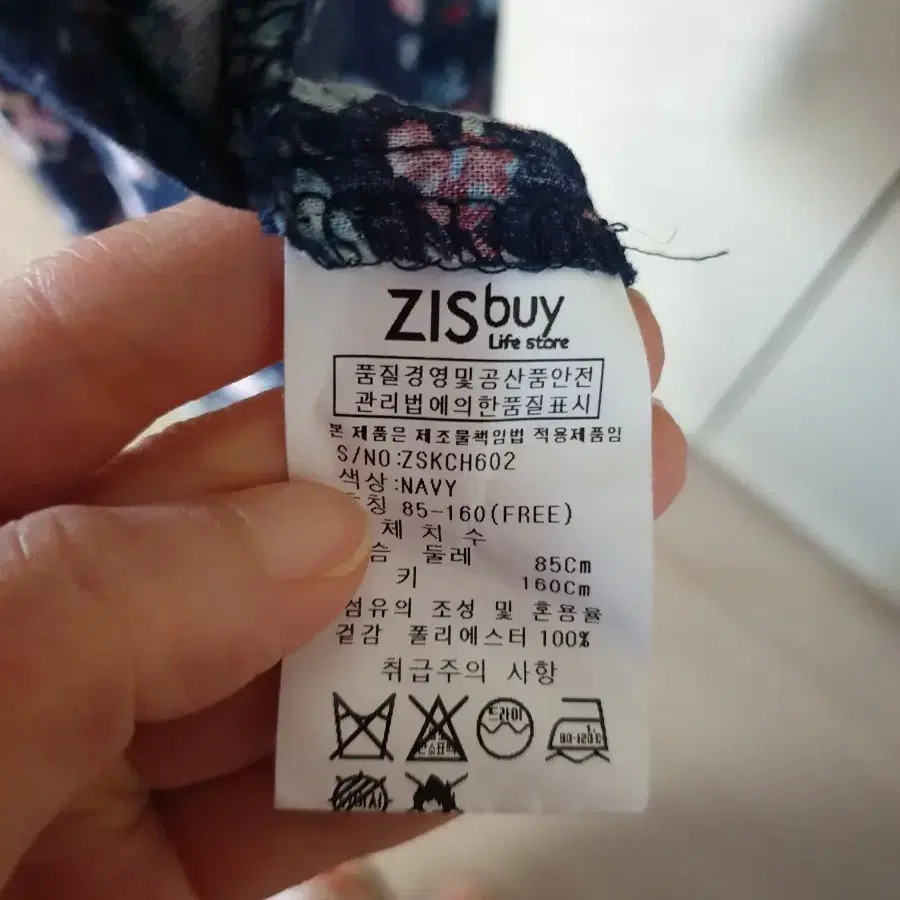 ZISbuy
Life store
품질경영및공산품안전
관리법에의한품질표시
본 제품은 제조물책임법 적용제품임
S/NO:ZSKCH602
색상:NAVY
85-160(FREE)
체 치 수
둘레 85Cm
키 160Cm
섬유의 조성 및 혼용율
겉감 폴리에스터 100%
취급주의 사항
드라이
80-120℃